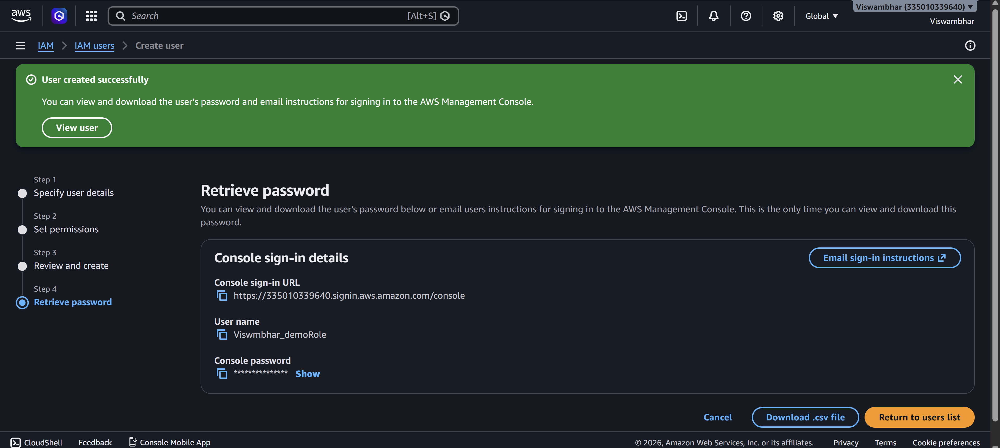 aws
Search
[Alt+S]
Global
Viswambhar (335010339640)
Viswambhar
IAM
IAM users
Create user
User created successfully
You can view and download the user’s password and email instructions for signing in to the AWS Management Console.
View user
Step 1
Specify user details
Step 2
Set permissions
Step 3
Review and create
Step 4
Retrieve password
Retrieve password
You can view and download the user's password below or email users instructions for signing in to the AWS Management Console. This is the only time you can view and download this
password.
Console sign-in details
Email sign-in instructions
Console sign-in URL
https://335010339640.signin.aws.amazon.com/console
User name
Viswmbhar_demoRole
Console password
*************** Show
Cancel
Download .csv file
Return to users list
CloudShell
Feedback
Console Mobile App
© 2026, Amazon Web Services, Inc. or its affiliates.
Privacy
Terms
Cookie preferences